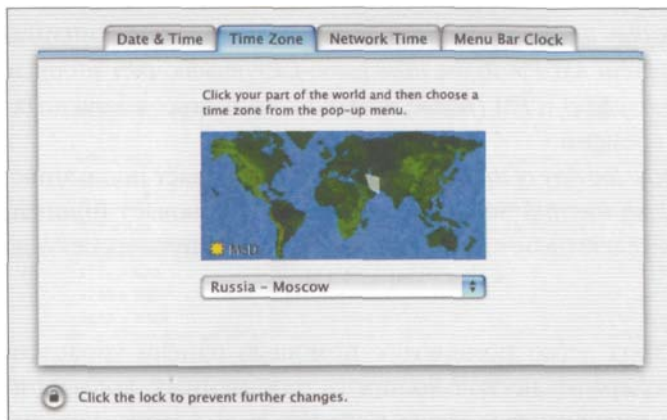 Date & Time
Time Zone
Network Time
Menu Bar Clock
Click your part of the world and then choose a
time zone from the pop-up menu.
MSD
Russia – Moscow
Click the lock to prevent further changes.